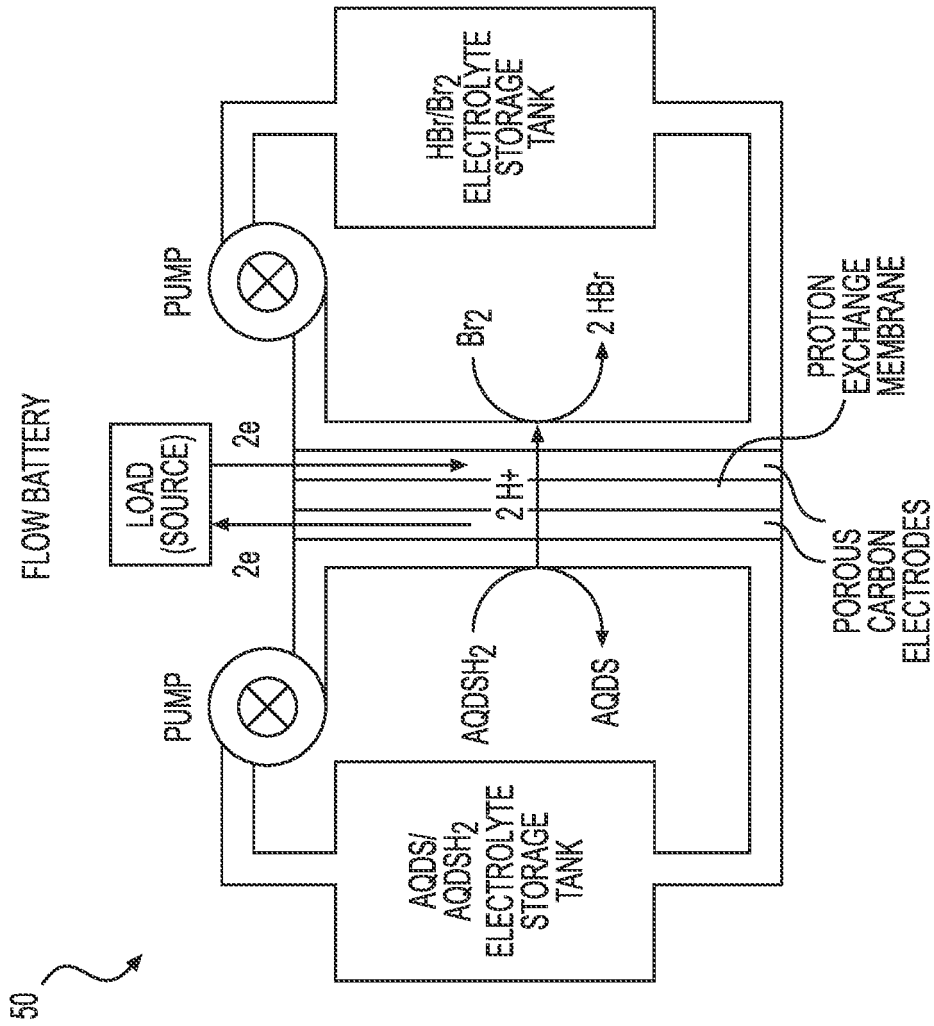 50
FLOW BATTERY
LOAD
(SOURCE)
PUMP
PUMP
2e
2e
AQDS/
AQDSH2
ELECTROLYTE
STORAGE
TANK
AQDSH2
AQDS
2 H+
Br2
2 HBr
HBr/Br2
ELECTROLYTE
STORAGE
TANK
POROUS
CARBON
ELECTRODES
PROTON
EXCHANGE
MEMBRANE